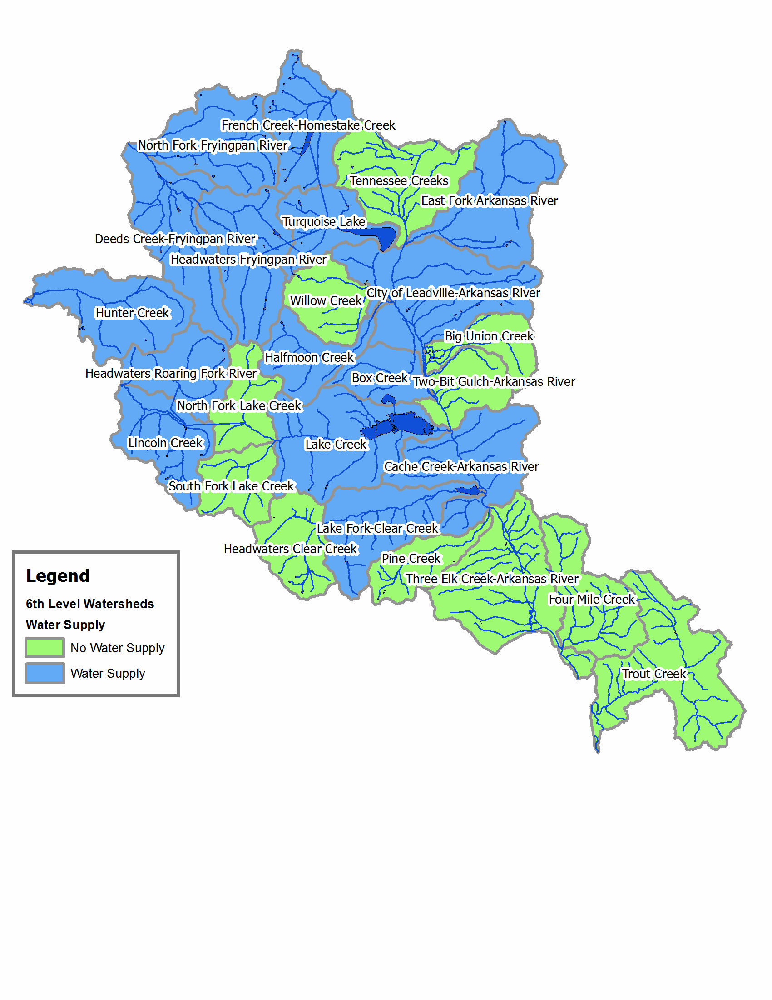 French Creek-Homestake Creek
North Fork Fryingpan River
Tennessee Creeks
East Fork Arkansas River
Turquoise Lake
Deeds Creek-Fryingpan River
Headwaters Fryingpan River
City of Leadville-Arkansas River
Willow Creek
Hunter Creek
Big Union Creek
Halfmoon Creek
Headwaters Roaring Fork River
Box Creek
Two-Bit Gulch-Arkansas River
North Fork Lake Creek
Lincoln Creek
Lake Creek
Cache Creek-Arkansas River
South Fork Lake Creek
Lake Fork-Clear Creek
Headwaters Clear Creek
Pine Creek
Three Elk Creek-Arkansas River
Four Mile Creek
Trout Creek
Legend
6th Level Watersheds
Water Supply
No Water Supply
Water Supply